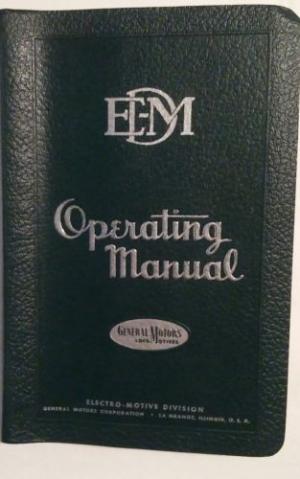 EMD
Operating
Manual
GENERAL MOTORS
LOCOMOTIVES
ELECTRO-MOTIVE DIVISION
GENERAL MOTORS CORPORATION • LA GRANGE, ILLINOIS, U. S. A.